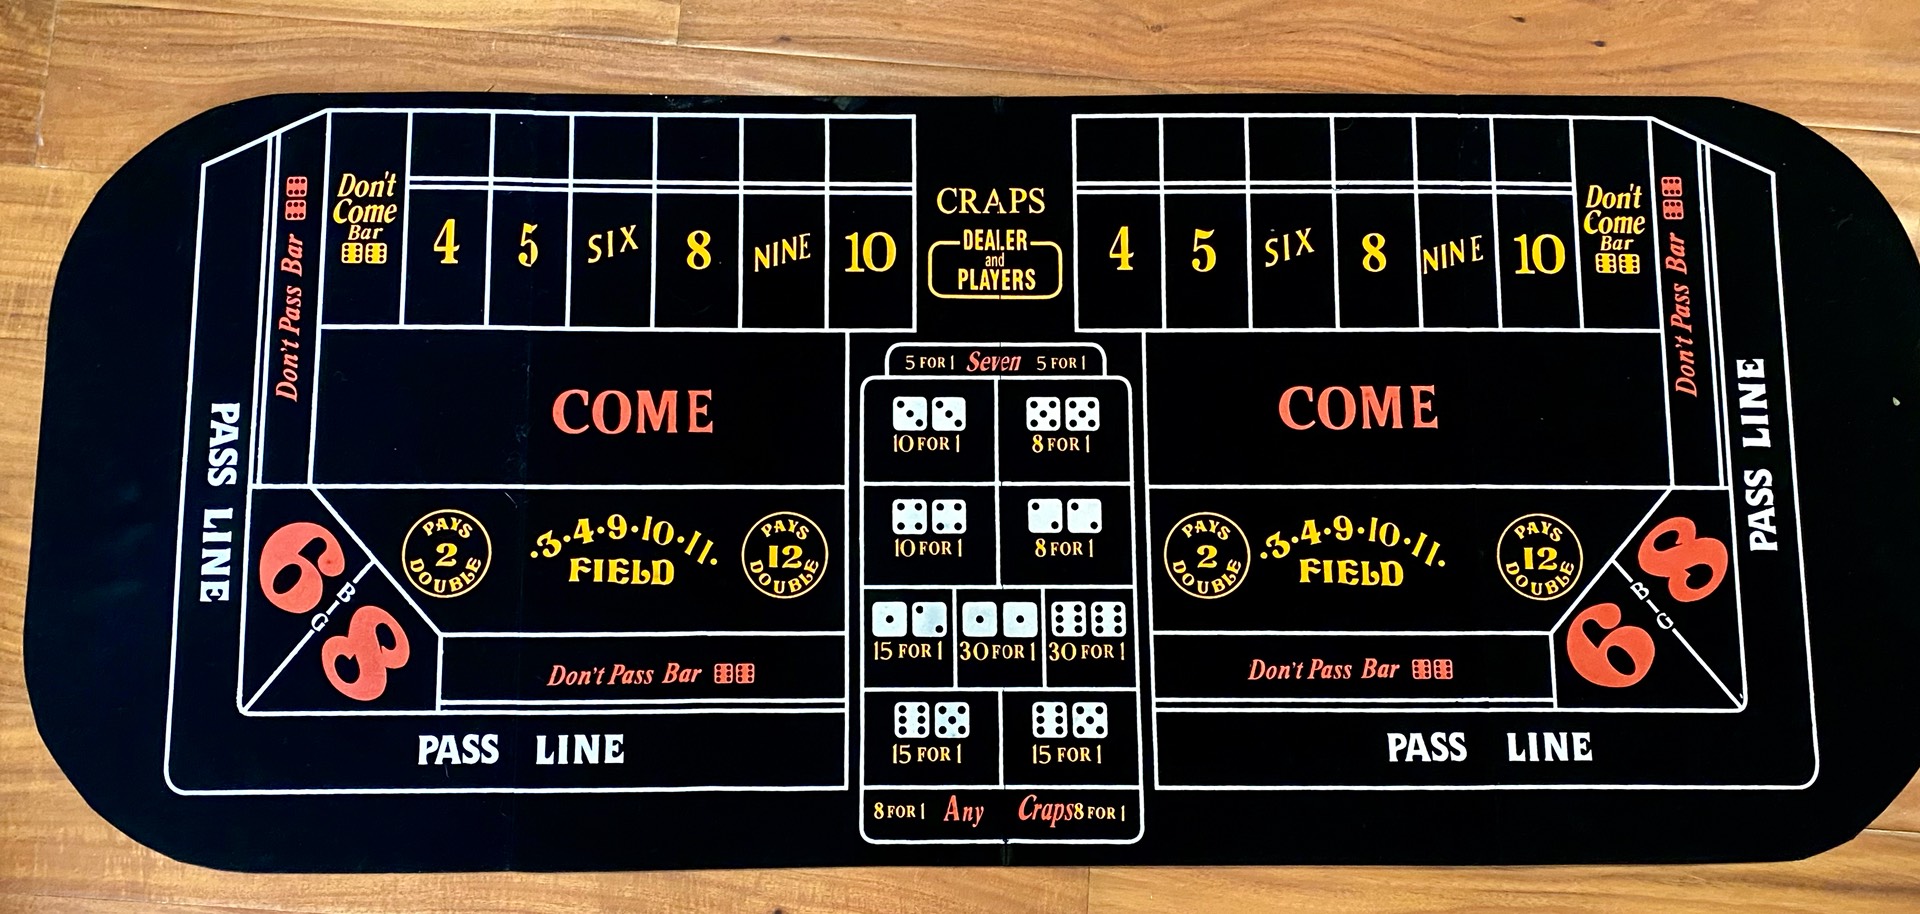 Don't
Come
Bar
4 5 SIX 8 NINE 10
CRAPS
DEALER
and
PLAYERS
4 5 SIX 8 NINE 10
Don't
Come
Bar
Don't Pass Bar
Don't Pass Bar
PASS LINE
PASS LINE
COME
COME
5 FOR 1 Seven 5 FOR 1
10 FOR 1 8 FOR 1
10 FOR 1 8 FOR 1
15 FOR 1 30 FOR 1 30 FOR 1
15 FOR 1 15 FOR 1
8 FOR 1 Any Craps 8 FOR 1
PAYS
2
DOUBLE
·3·4·9·10·11·
FIELD
PAYS
12
DOUBLE
PAYS
2
DOUBLE
·3·4·9·10·11·
FIELD
PAYS
12
DOUBLE
6
BIG
8
6
BIG
8
Don't Pass Bar
Don't Pass Bar
PASS LINE
PASS LINE